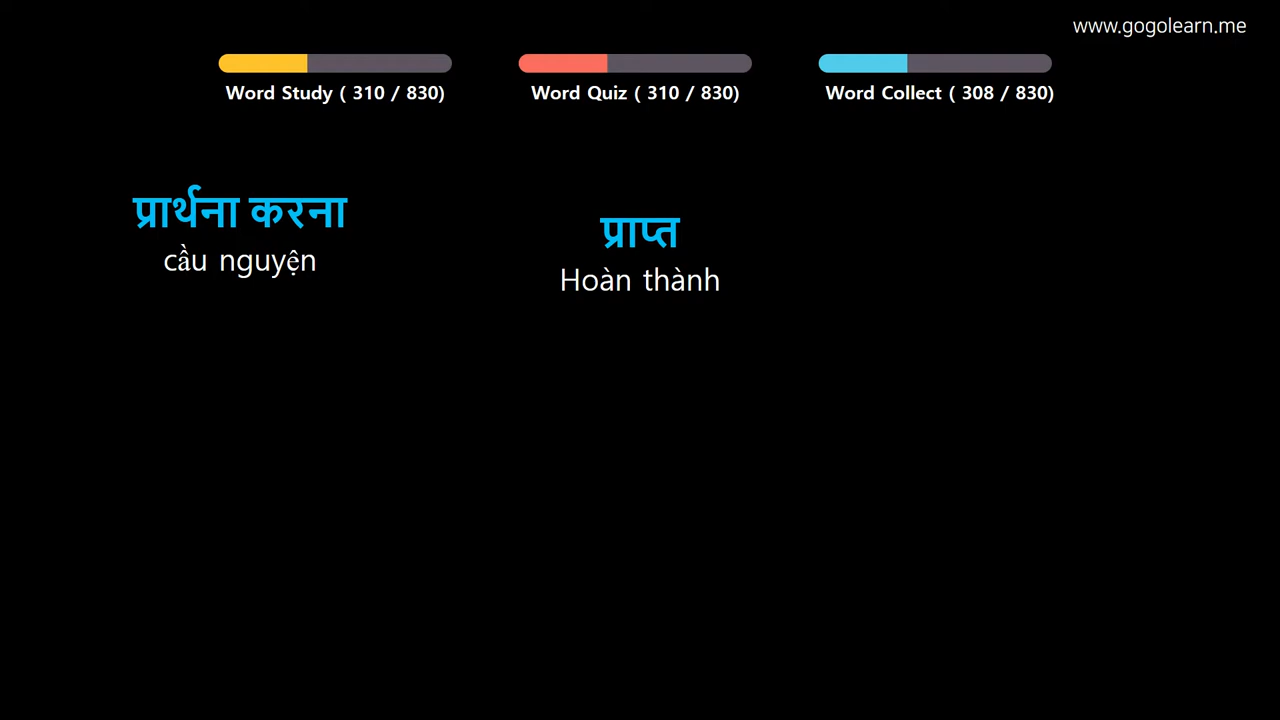 www.gogolearn.me
Word Study ( 310 / 830)
Word Quiz ( 310 / 830)
Word Collect ( 308 / 830)
प्रार्थना करना
cầu nguyện
प्राप्त
Hoàn thành